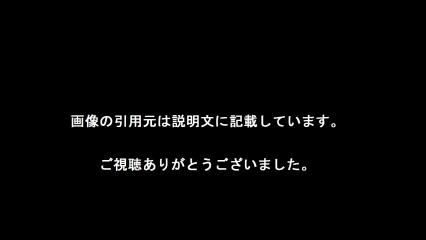 画像の引用元は説明文に記載しています。
ご視聴ありがとうございました。